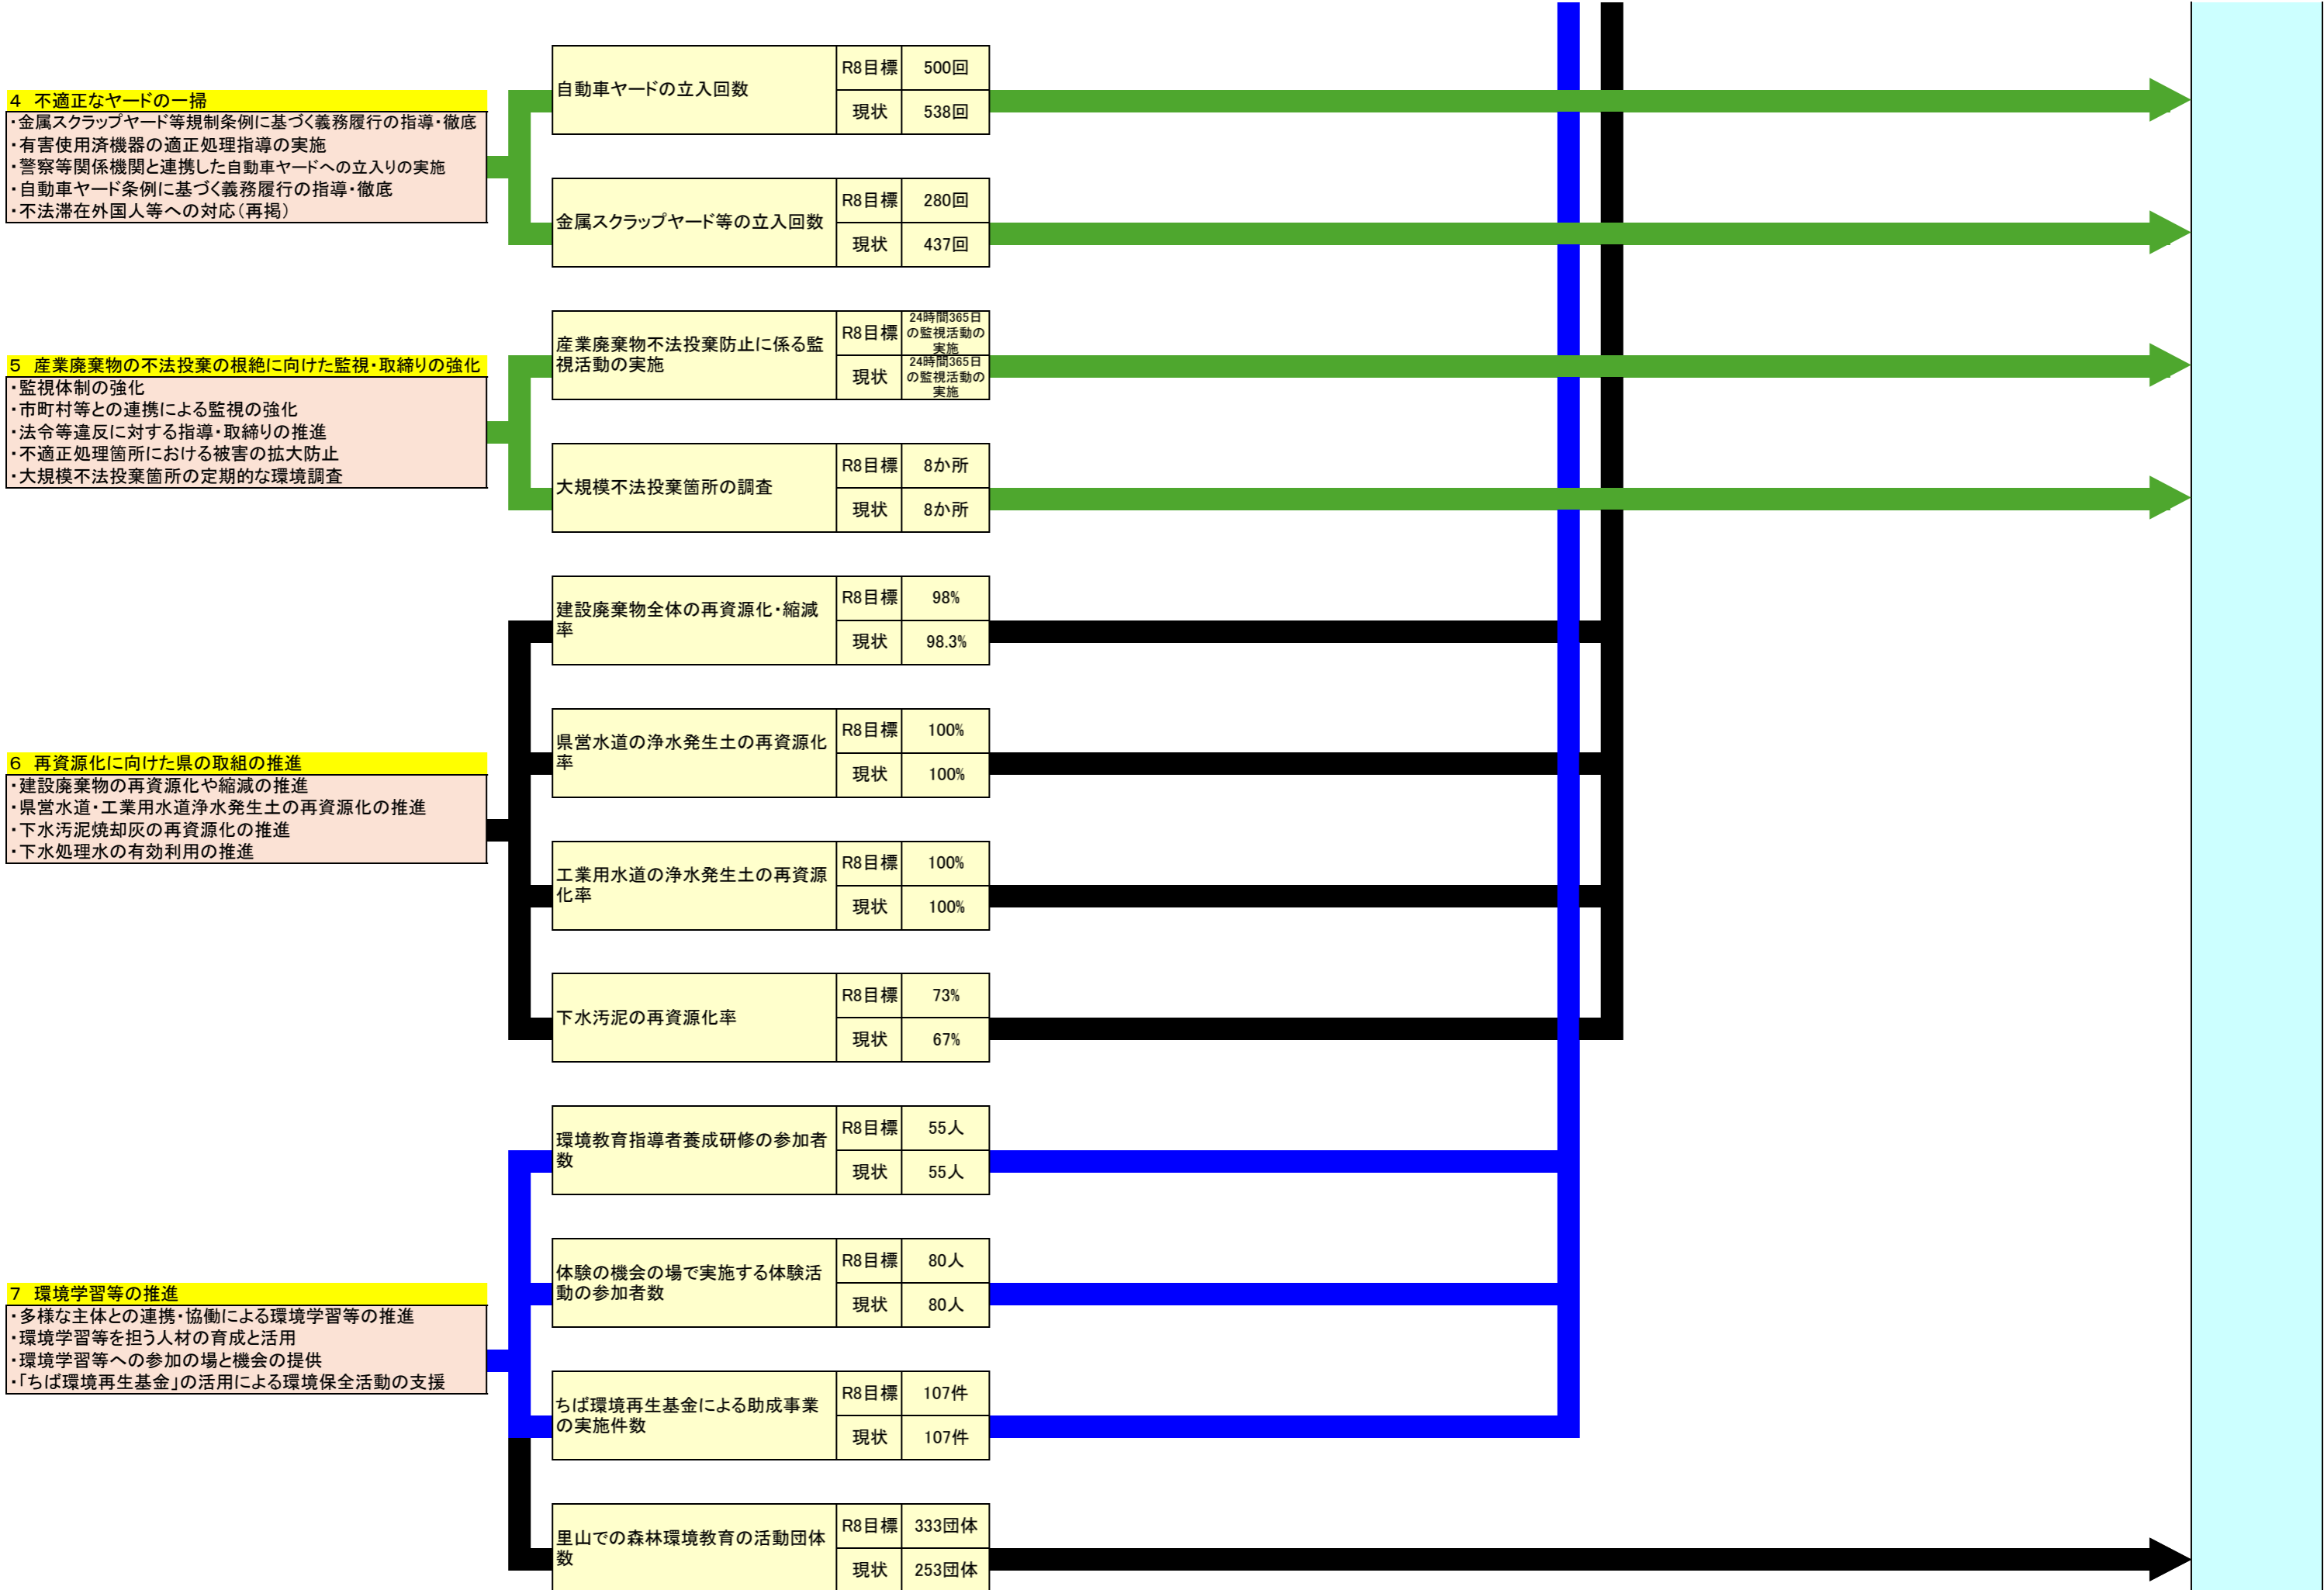 4 不適正なヤードの一掃
・金属スクラップヤード等規制条例に基づく義務履行の指導・徹底
・有害使用済機器の適正処理指導の実施
・警察等関係機関と連携した自動車ヤードへの立入りの実施
・自動車ヤード条例に基づく義務履行の指導・徹底
・不法滞在外国人等への対応（再掲）
自動車ヤードの立入回数
R8目標 500回
現状 538回
金属スクラップヤード等の立入回数
R8目標 280回
現状 437回
5 産業廃棄物の不法投棄の根絶に向けた監視・取締りの強化
・監視体制の強化
・市町村等との連携による監視の強化
・法令等違反に対する指導・取締りの推進
・不適正処理箇所における被害の拡大防止
・大規模不法投棄箇所の定期的な環境調査
産業廃棄物不法投棄防止に係る監
視活動の実施
R8目標
24時間365日
の監視活動の
実施
現状
24時間365日
の監視活動の
実施
大規模不法投棄箇所の調査
R8目標 8か所
現状 8か所
6 再資源化に向けた県の取組の推進
・建設廃棄物の再資源化や縮減の推進
・県営水道・工業用水道浄水発生土の再資源化の推進
・下水汚泥焼却灰の再資源化の推進
・下水処理水の有効利用の推進
建設廃棄物全体の再資源化・縮減
率
R8目標 98%
現状 98.3%
県営水道の浄水発生土の再資源化
率
R8目標 100%
現状 100%
工業用水道の浄水発生土の再資源
化率
R8目標 100%
現状 100%
下水汚泥の再資源化率
R8目標 73%
現状 67%
7 環境学習等の推進
・多様な主体との連携・協働による環境学習等の推進
・環境学習等を担う人材の育成と活用
・環境学習等への参加の場と機会の提供
・「ちば環境再生基金」の活用による環境保全活動の支援
環境教育指導者養成研修の参加者
数
R8目標 55人
現状 55人
体験の機会の場で実施する体験活
動の参加者数
R8目標 80人
現状 80人
ちば環境再生基金による助成事業
の実施件数
R8目標 107件
現状 107件
里山での森林環境教育の活動団体
数
R8目標 333団体
現状 253団体